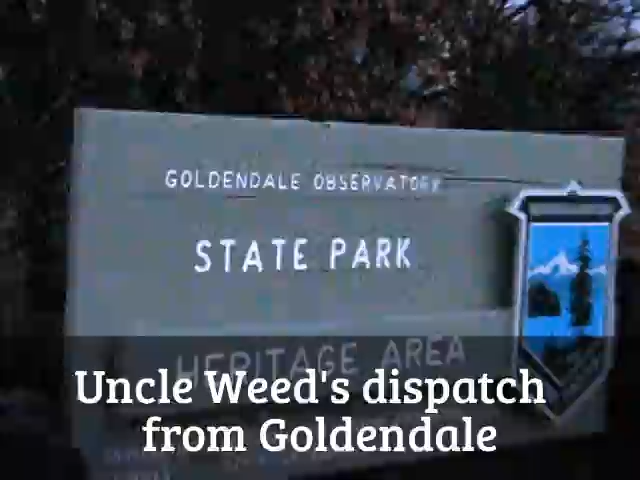 GOLDENDALE OBSERVATORY
STATE PARK
HERITAGE AREA
Uncle Weed's dispatch
from Goldendale